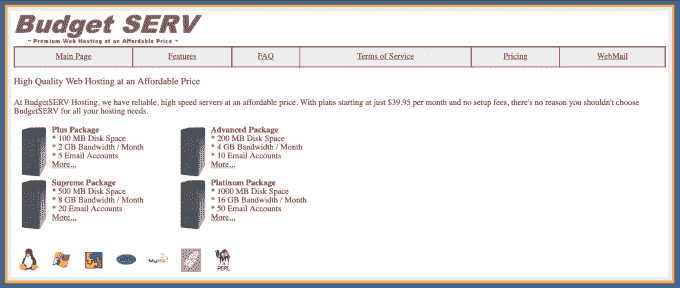 Budget SERV
~ Premium Web Hosting at an Affordable Price ~
Main Page Features FAQ Terms of Service Pricing WebMail
High Quality Web Hosting at an Affordable Price
At BudgetSERV Hosting, we have reliable, high speed servers at an affordable price. With plans starting at just $39.95 per month and no setup fees, there's no reason you shouldn't choose
BudgetSERV for all your hosting needs.
Plus Package
* 100 MB Disk Space
* 2 GB Bandwidth / Month
* 5 Email Accounts
More...
Advanced Package
* 200 MB Disk Space
* 4 GB Bandwidth / Month
* 10 Email Accounts
More...
Supreme Package
* 500 MB Disk Space
* 8 GB Bandwidth / Month
* 20 Email Accounts
More...
Platinum Package
* 1000 MB Disk Space
* 16 GB Bandwidth / Month
* 50 Email Accounts
More...
MySQL PERL